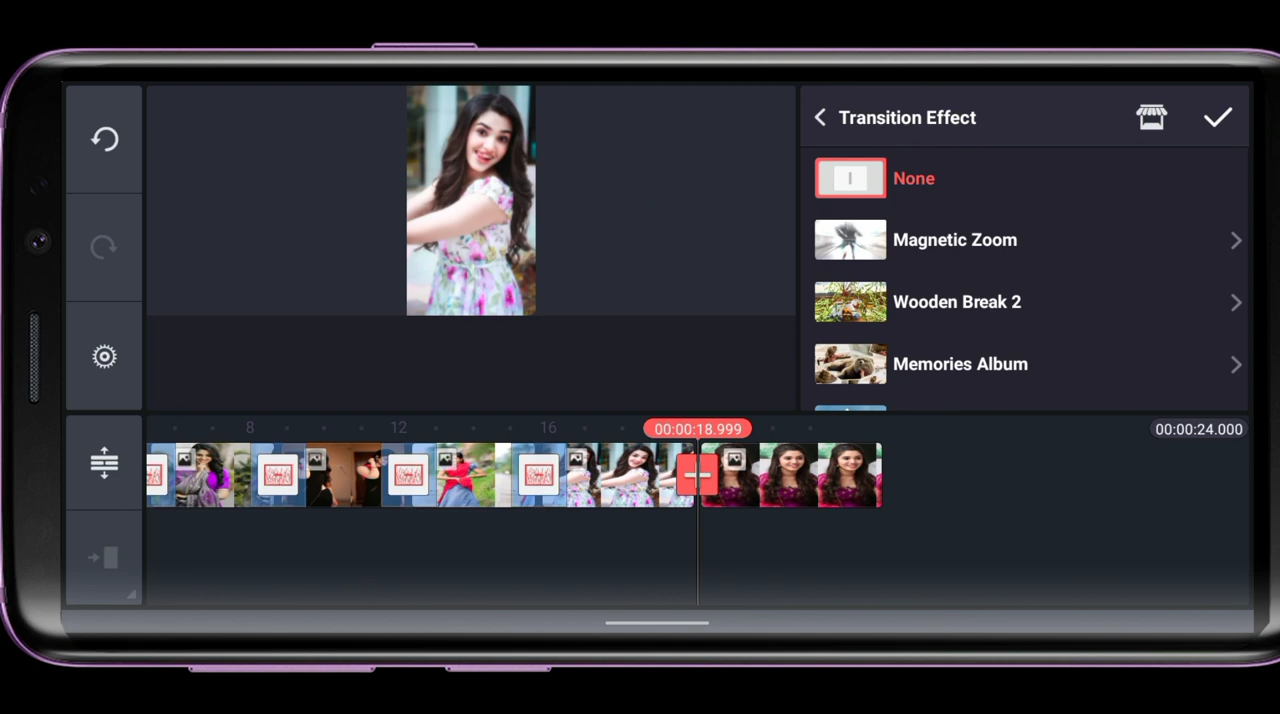 Transition Effect
None
Magnetic Zoom
Wooden Break 2
Memories Album
8
12
16
00:00:18.999
00:00:24.000